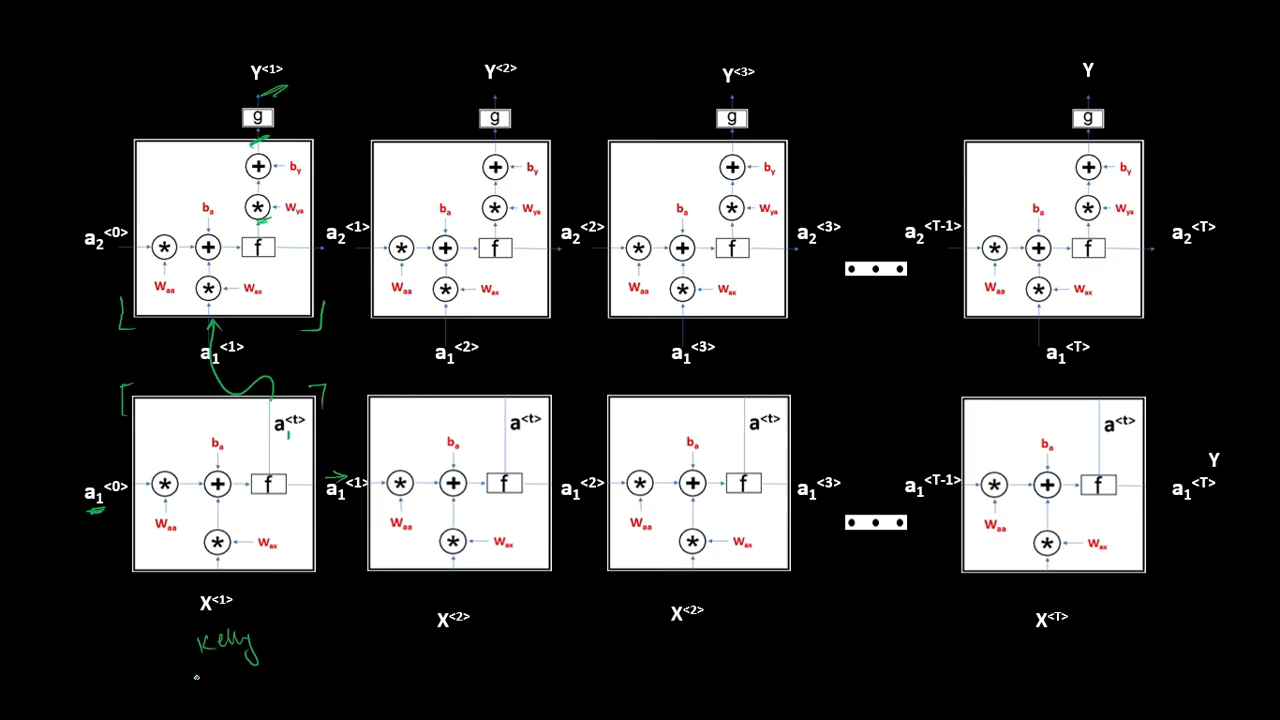 Y<1> Y<2> Y<3> Y
g g g g
+ by + by + by + by
ba * Wya ba * Wya ba * Wya ba * Wya
a2<0> * + f a2<1> * + f a2<2> * + f a2<3> a2<T-1> * + f a2<T>
Waa * Wax Waa * Wax Waa * Wax Waa * Wax
a1<1> a1<2> a1<3> a1<T>
a<t> a<t> a<t> a<t>
1
ba ba ba ba Y
a1<0> * + f a1<1> * + f a1<2> * + f a1<3> a1<T-1> * + f a1<T>
Waa Waa Waa Waa
* Wax * Wax * Wax * Wax
X<1> X<2> X<2> X<T>
Kelly